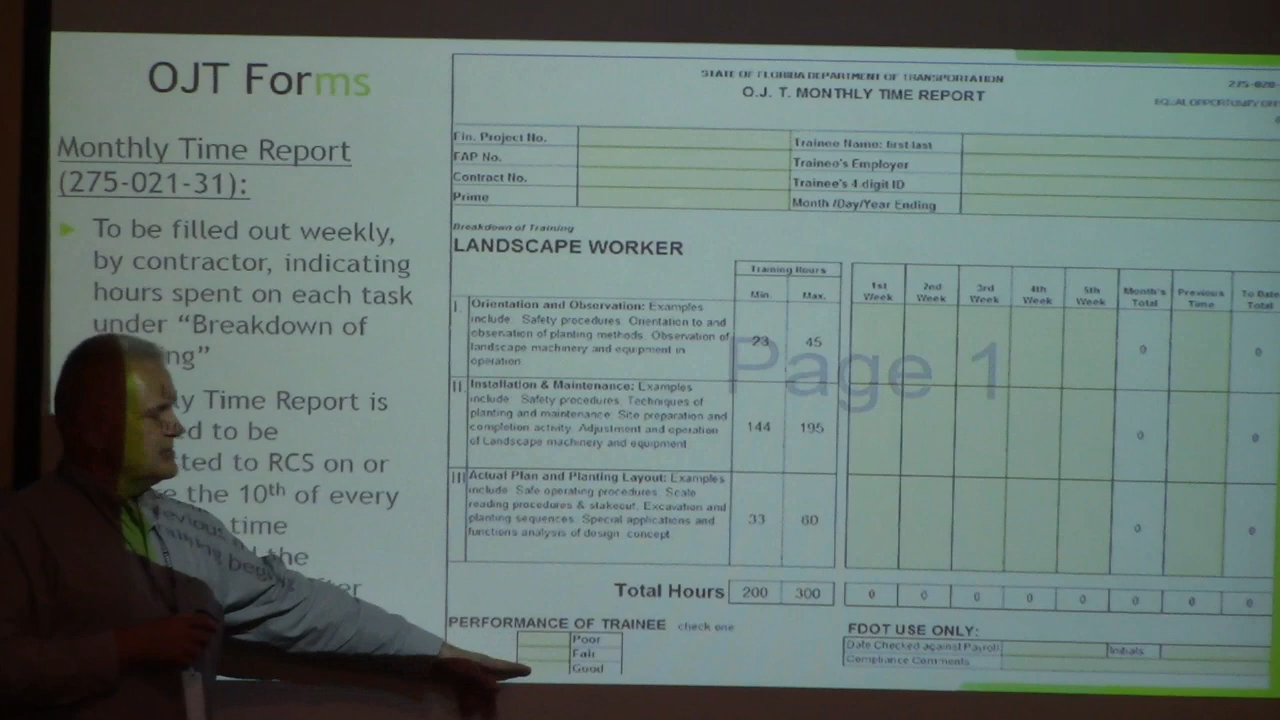 OJT Forms
Monthly Time Report
(275-021-31):
To be filled out weekly,
by contractor, indicating
hours spent on each task
under “Breakdown of
Time Report is
to be
to RCS on or
the 10th of every
time
the
STATE OF FLORIDA DEPARTMENT OF TRANSPORTATION
O.J. T. MONTHLY TIME REPORT
Fin. Project No.
FAP No.
Contract No.
Prime
Trainee Name: first last
Trainee's Employer
Trainee's 4 digit ID
Month /Day/Year Ending
Breakdown of Training
LANDSCAPE WORKER
Training Hours
Min. Max. 1st Week 2nd Week 3rd Week 4th Week 5th Week Month's Total Previous Time To Date Total
I. Orientation and Observation: Examples
include: Safety procedures. Orientation to and
observation of planting methods. Observation of
landscape machinery and equipment in
operation.
23 45 0 0
II. Installation & Maintenance: Examples
include: Safety procedures. Techniques of
planting and maintenance. Site preparation and
completion activity. Adjustment and operation
of Landscape machinery and equipment
144 195 0 0
III. Actual Plan and Planting Layout: Examples
include: Safe operating procedures. Scale
reading procedures & stakeout. Excavation and
planting sequences. Special applications and
functions analysis of design concept.
33 60 0 0
Page 1
Total Hours 200 300 0 0 0 0 0 0 0 0
PERFORMANCE OF TRAINEE check one
Poor
Fair
Good
FDOT USE ONLY:
Date Checked against Payroll Initials
Compliance Comments